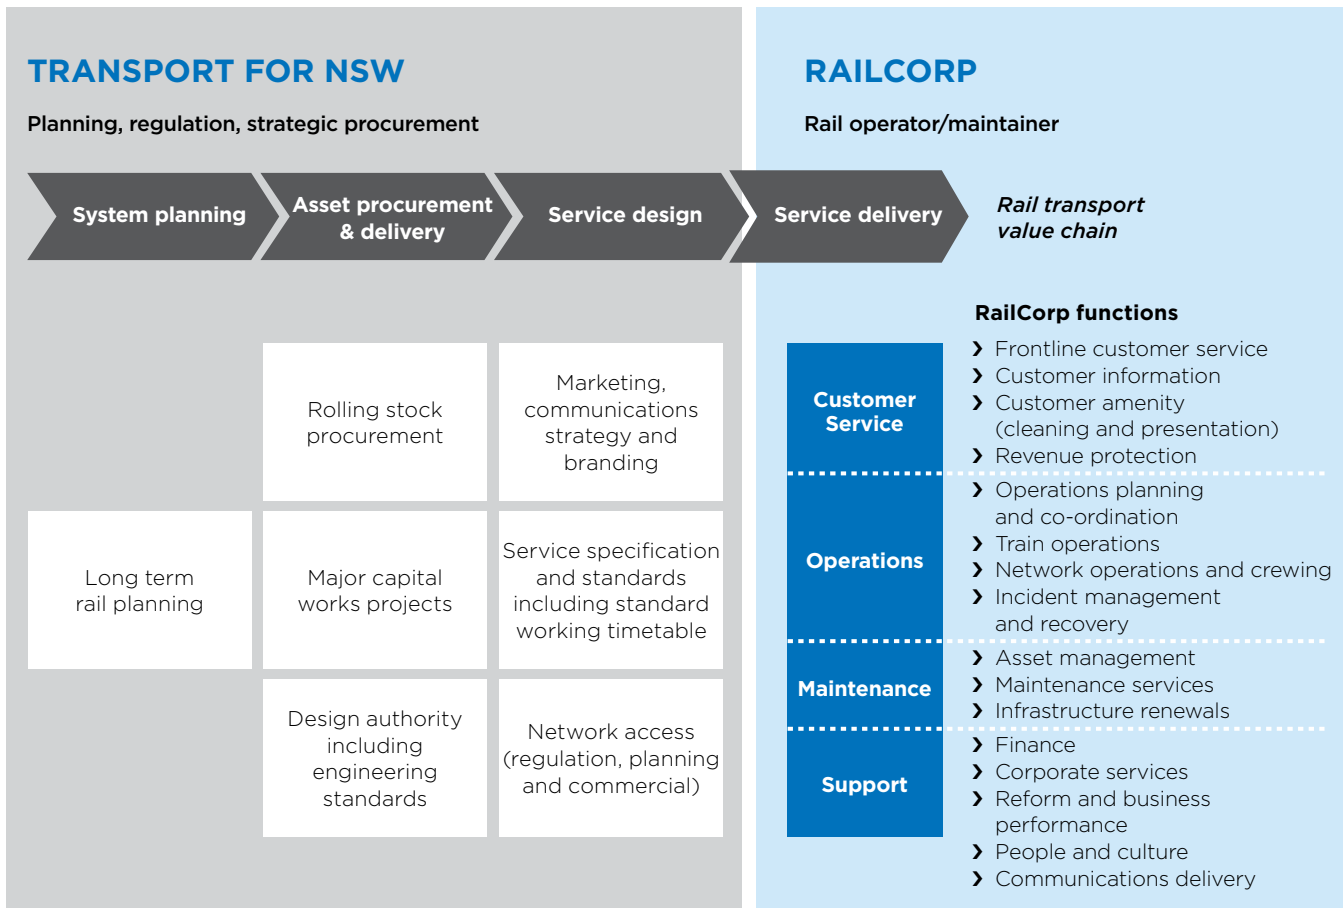 TRANSPORT FOR NSW
Planning, regulation, strategic procurement
RAILCORP
Rail operator/maintainer
System planning
Asset procurement
& delivery
Service design
Service delivery
Rail transport
value chain
Long term
rail planning
Rolling stock
procurement
Major capital
works projects
Design authority
including
engineering
standards
Marketing,
communications
strategy and
branding
Service specification
and standards
including standard
working timetable
Network access
(regulation, planning
and commercial)
RailCorp functions
Customer
Service
› Frontline customer service
› Customer information
› Customer amenity
(cleaning and presentation)
› Revenue protection
Operations
› Operations planning
and co-ordination
› Train operations
› Network operations and crewing
› Incident management
and recovery
Maintenance
› Asset management
› Maintenance services
› Infrastructure renewals
Support
› Finance
› Corporate services
› Reform and business
performance
› People and culture
› Communications delivery